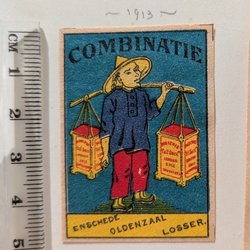 ~ 1913 ~
CM
1
2
3
4
5
COMBINATIE
ENSCHEDE
OLDENZAAL
LOSSER.